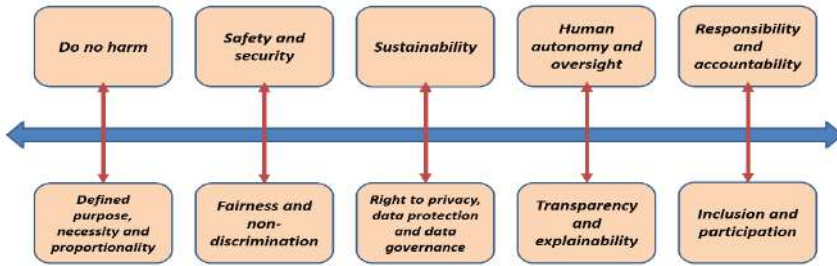 Do no harm
Safety and
security
Sustainability
Human
autonomy and
oversight
Responsibility
and
accountability
Defined
purpose,
necessity and
proportionality
Fairness and
non-
discrimination
Right to privacy,
data protection
and data
governance
Transparency
and
explainability
Inclusion and
participation